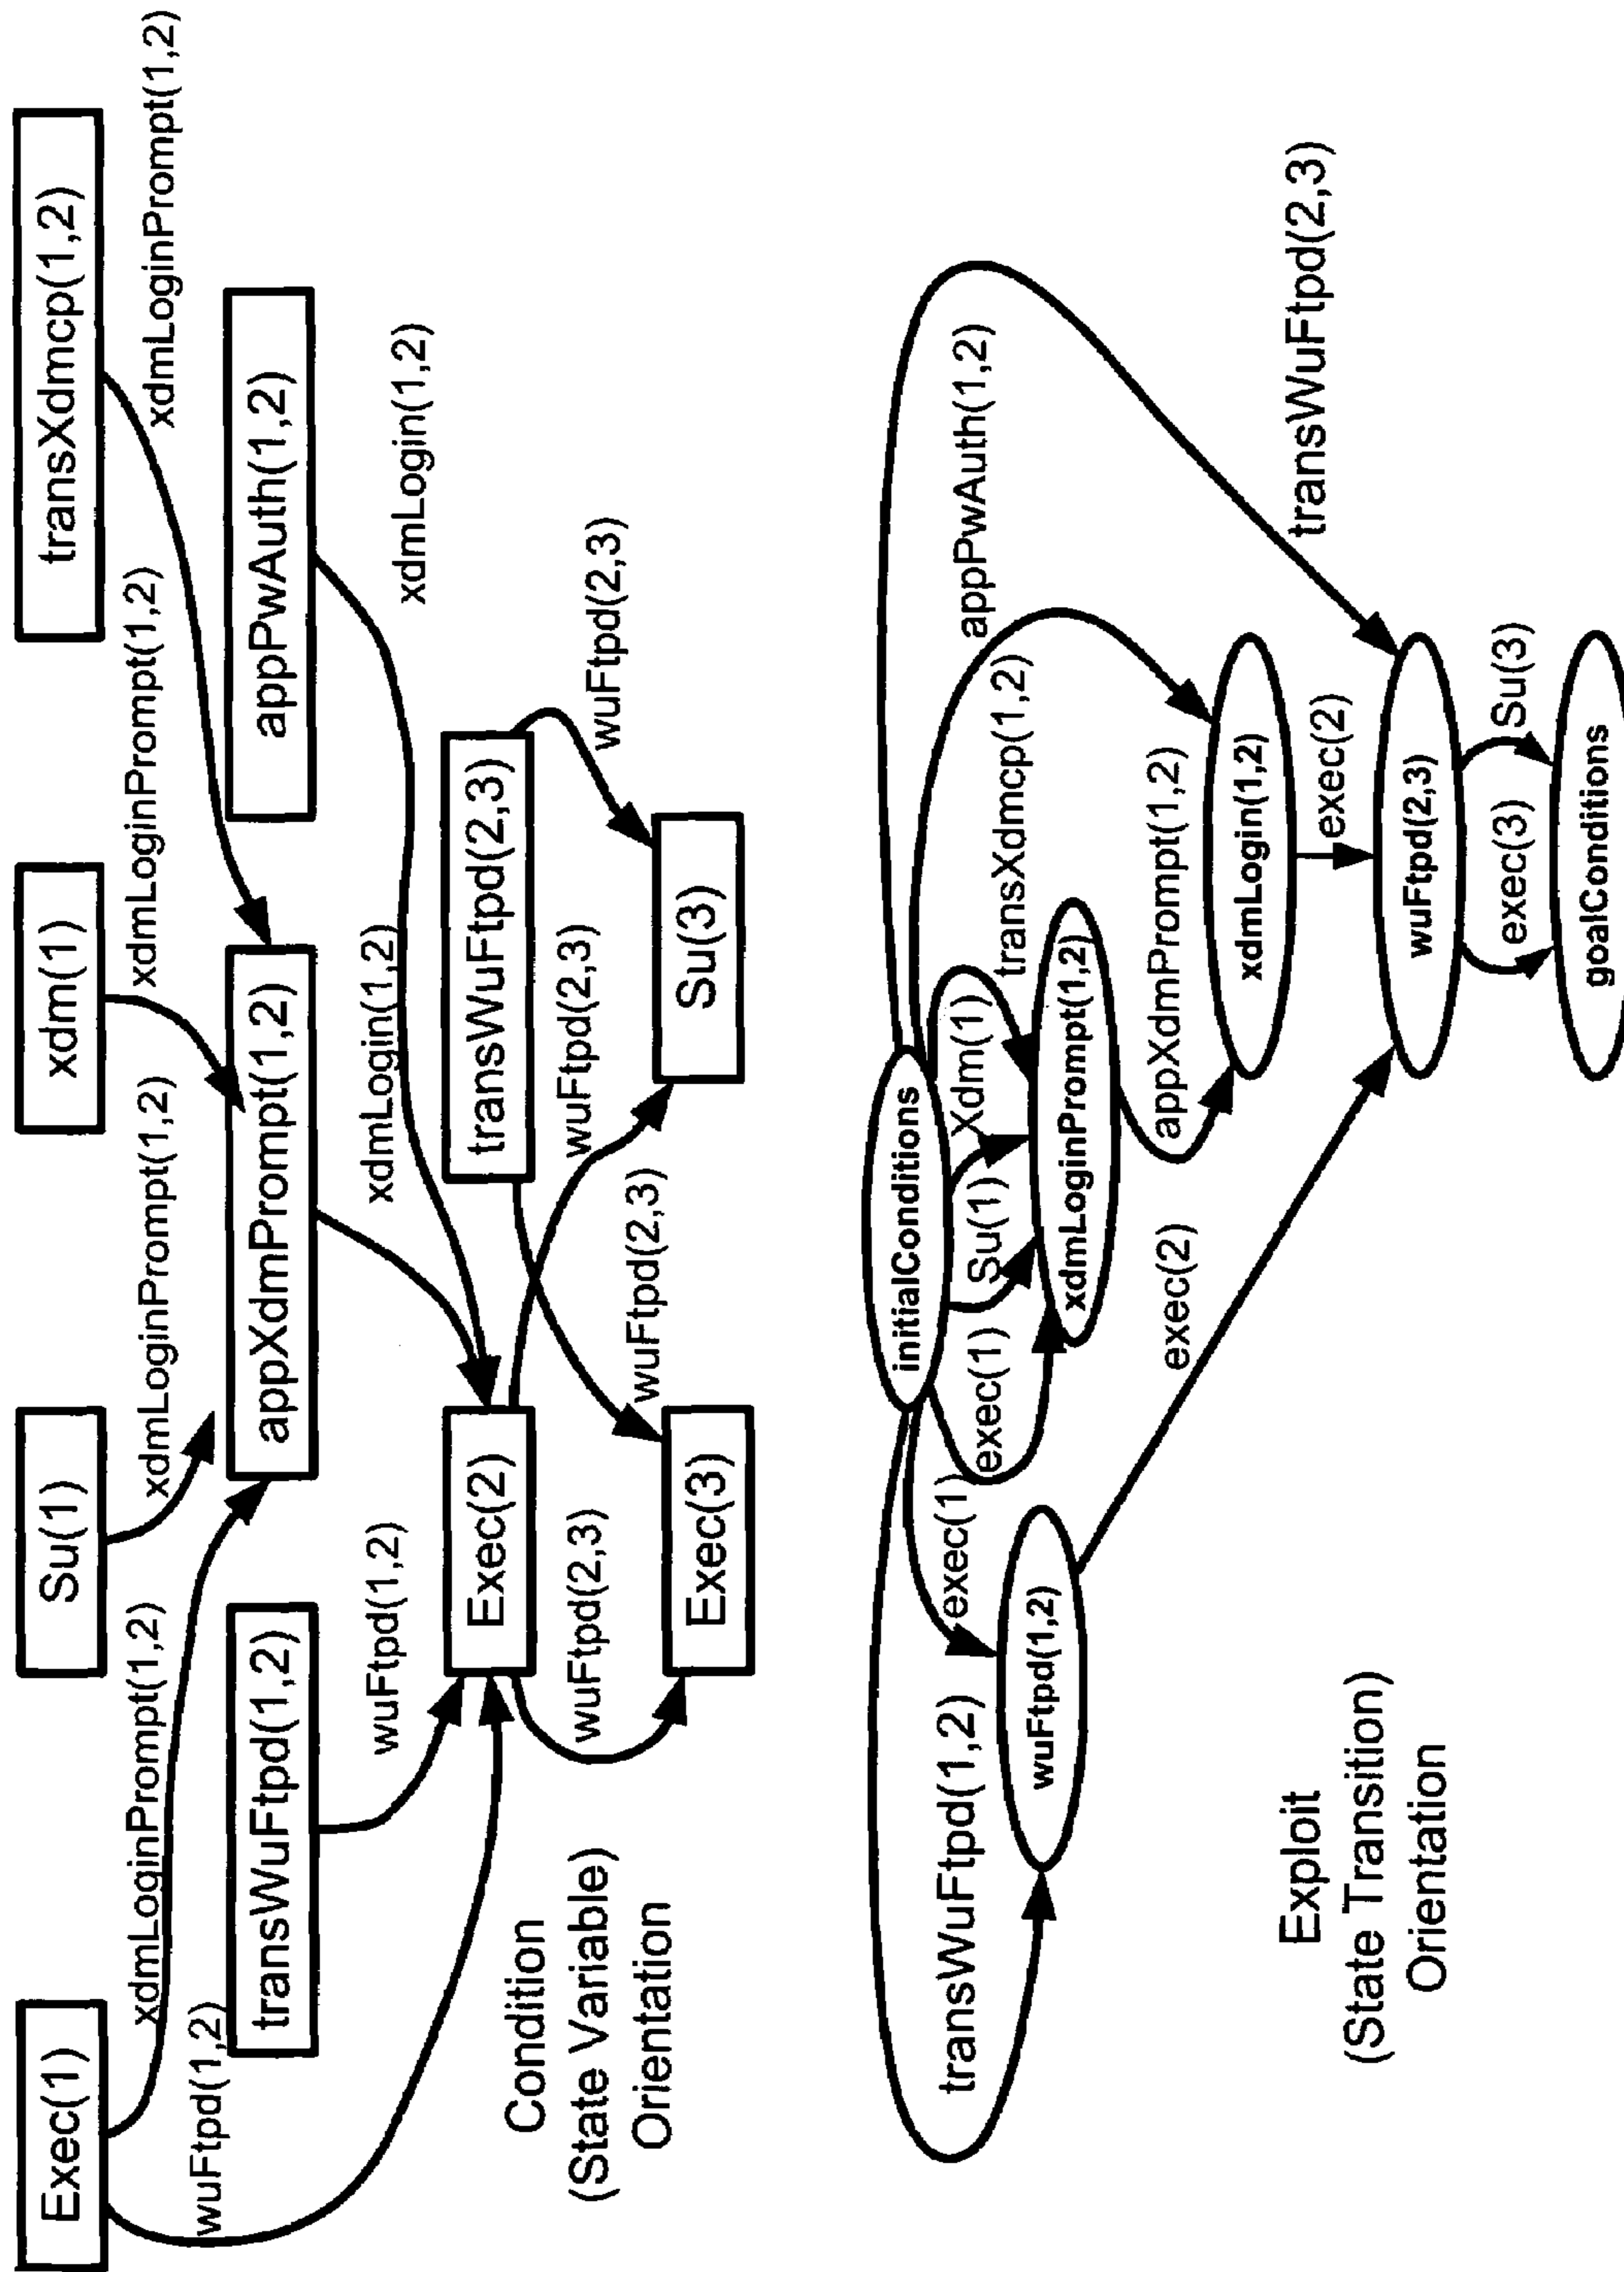 Exec(1)
Su(1)
xdm(1)
transXdmcp(1,2)
xdmLoginPrompt(1,2)
xdmLoginPrompt(1,2)
xdmLoginPrompt(1,2)
xdmLoginPrompt(1,2)
wuFtpd(1,2)
transWuFtpd(1,2)
appXdmPrompt(1,2)
appPwAuth(1,2)
wuFtpd(1,2)
xdmLogin(1,2)
xdmLogin(1,2)
Exec(2)
transWuFtpd(2,3)
wuFtpd(2,3)
wuFtpd(2,3)
wuFtpd(2,3)
wuFtpd(2,3)
Exec(3)
Su(3)
Condition
(State Variable)
Orientation
initialConditions
transWuFtpd(1,2)
exec(1)
exec(1)
Su(1)
Xdm(1)
transXdmcp(1,2)
appPwAuth(1,2)
wuFtpd(1,2)
xdmLoginPrompt(1,2)
appXdmPrompt(1,2)
exec(2)
xdmLogin(1,2)
transWuFtpd(2,3)
exec(2)
wuFtpd(2,3)
exec(3)
Su(3)
goalConditions
Exploit
(State Transition)
Orientation